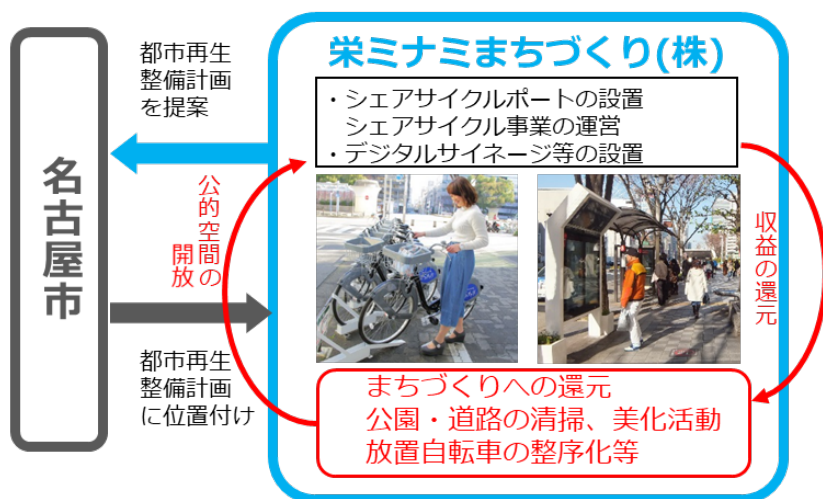 名古屋市
都市再生
整備計画
を提案
公的空間の
開放
都市再生
整備計画
に位置付け
栄ミナミまちづくり(株)
・シェアサイクルポートの設置
シェアサイクル事業の運営
・デジタルサイネージ等の設置
収益の還元
まちづくりへの還元
公園・道路の清掃、美化活動
放置自転車の整序化等